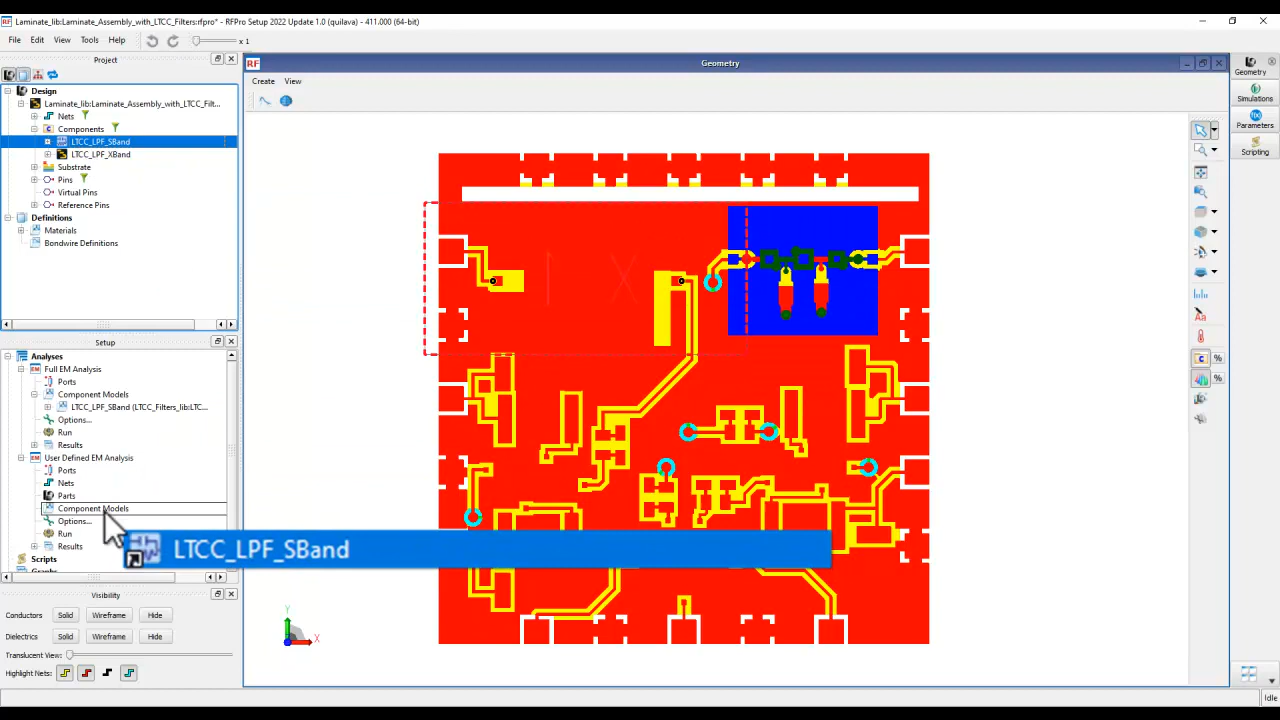 Laminate_lib:Laminate_Assembly_with_LTCC_Filters:rfpro* - RFPro Setup 2022 Update 1.0 (quilava) - 411.000 (64-bit)
File Edit View Tools Help
x 1
Project
Design
Laminate_lib:Laminate_Assembly_with_LTCC_Filt...
Nets
Components
LTCC_LPF_SBand
LTCC_LPF_XBand
Substrate
Pins
Virtual Pins
Reference Pins
Definitions
Materials
Bondwire Definitions
Setup
Analyses
Full EM Analysis
Ports
Component Models
LTCC_LPF_SBand (LTCC_Filters_lib:LTC...
Options...
Run
Results
User Defined EM Analysis
Ports
Nets
Parts
Component Models
Options...
Run
Results
Scripts
LTCC_LPF_SBand
Visibility
Conductors Solid Wireframe Hide
Dielectrics Solid Wireframe Hide
Translucent View:
Highlight Nets:
RF Geometry
Create View
Y
X
Geometry
Simulations
Parameters
Scripting
Idle